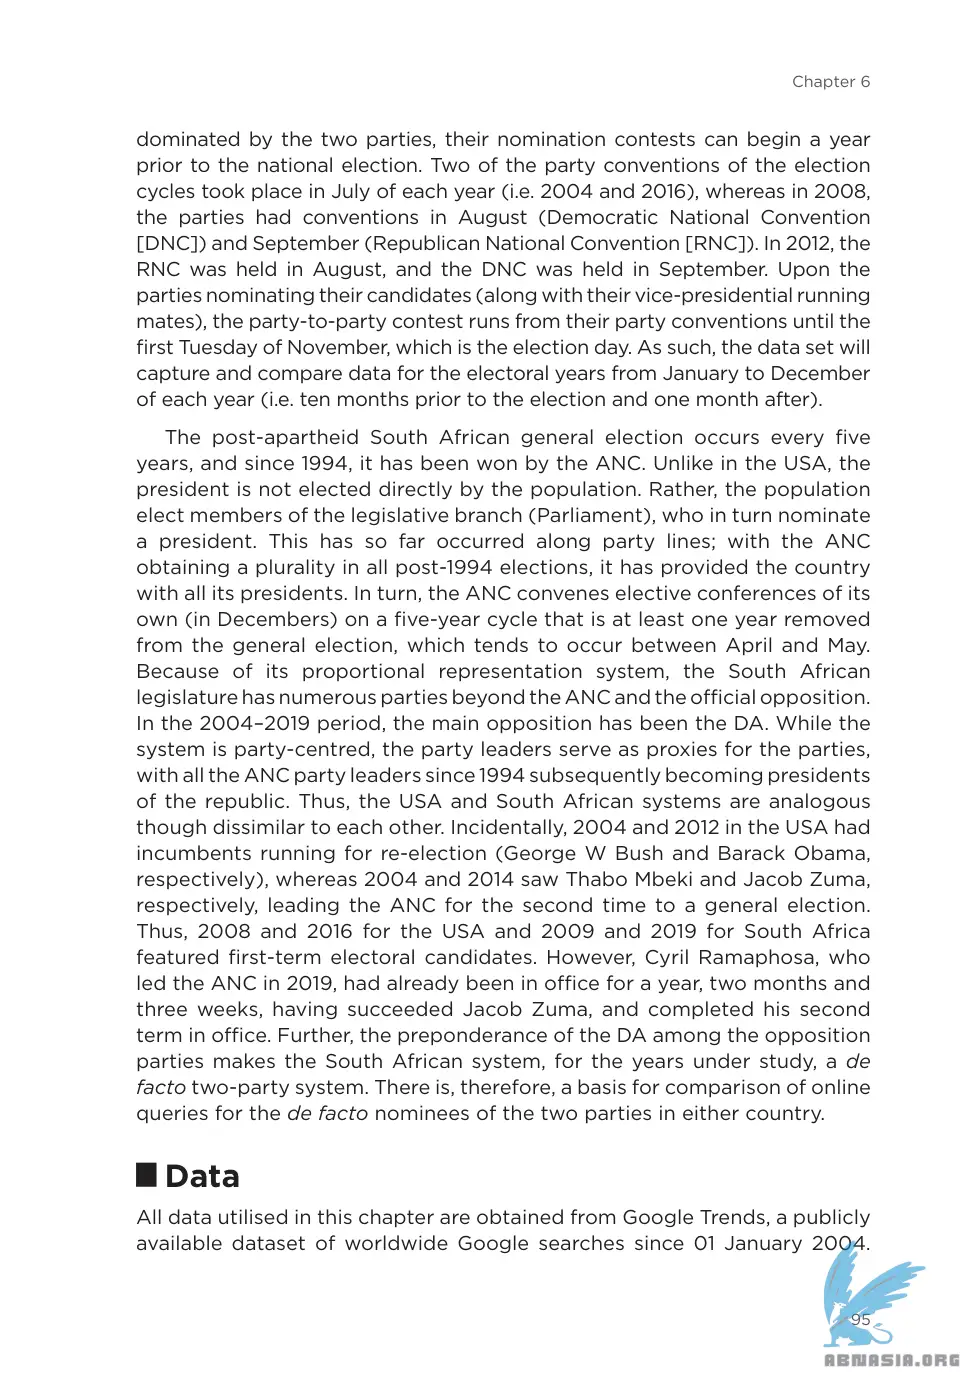 Chapter 6
dominated by the two parties, their nomination contests can begin a year
prior to the national election. Two of the party conventions of the election
cycles took place in July of each year (i.e. 2004 and 2016), whereas in 2008,
the parties had conventions in August (Democratic National Convention
[DNC]) and September (Republican National Convention [RNC]). In 2012, the
RNC was held in August, and the DNC was held in September. Upon the
parties nominating their candidates (along with their vice-presidential running
mates), the party-to-party contest runs from their party conventions until the
first Tuesday of November, which is the election day. As such, the data set will
capture and compare data for the electoral years from January to December
of each year (i.e. ten months prior to the election and one month after).
The post-apartheid South African general election occurs every five
years, and since 1994, it has been won by the ANC. Unlike in the USA, the
president is not elected directly by the population. Rather, the population
elect members of the legislative branch (Parliament), who in turn nominate
a president. This has so far occurred along party lines; with the ANC
obtaining a plurality in all post-1994 elections, it has provided the country
with all its presidents. In turn, the ANC convenes elective conferences of its
own (in Decembers) on a five-year cycle that is at least one year removed
from the general election, which tends to occur between April and May.
Because of its proportional representation system, the South African
legislature has numerous parties beyond the ANC and the official opposition.
In the 2004–2019 period, the main opposition has been the DA. While the
system is party-centred, the party leaders serve as proxies for the parties,
with all the ANC party leaders since 1994 subsequently becoming presidents
of the republic. Thus, the USA and South African systems are analogous
though dissimilar to each other. Incidentally, 2004 and 2012 in the USA had
incumbents running for re-election (George W Bush and Barack Obama,
respectively), whereas 2004 and 2014 saw Thabo Mbeki and Jacob Zuma,
respectively, leading the ANC for the second time to a general election.
Thus, 2008 and 2016 for the USA and 2009 and 2019 for South Africa
featured first-term electoral candidates. However, Cyril Ramaphosa, who
led the ANC in 2019, had already been in office for a year, two months and
three weeks, having succeeded Jacob Zuma, and completed his second
term in office. Further, the preponderance of the DA among the opposition
parties makes the South African system, for the years under study, a de
facto two-party system. There is, therefore, a basis for comparison of online
queries for the de facto nominees of the two parties in either country.
Data
All data utilised in this chapter are obtained from Google Trends, a publicly
available dataset of worldwide Google searches since 01 January 2004.
95
ABNASIA.ORG